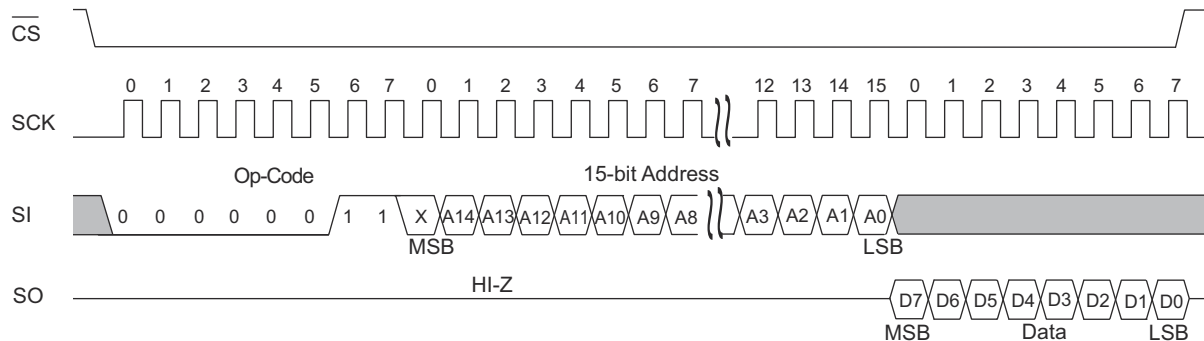 CS
0 1 2 3 4 5 6 7 0 1 2 3 4 5 6 7 12 13 14 15 0 1 2 3 4 5 6 7
SCK
Op-Code 15-bit Address
SI 0 0 0 0 0 0 1 1 X A14 A13 A12 A11 A10 A9 A8 A3 A2 A1 A0
MSB LSB
HI-Z
SO D7 D6 D5 D4 D3 D2 D1 D0
MSB Data LSB